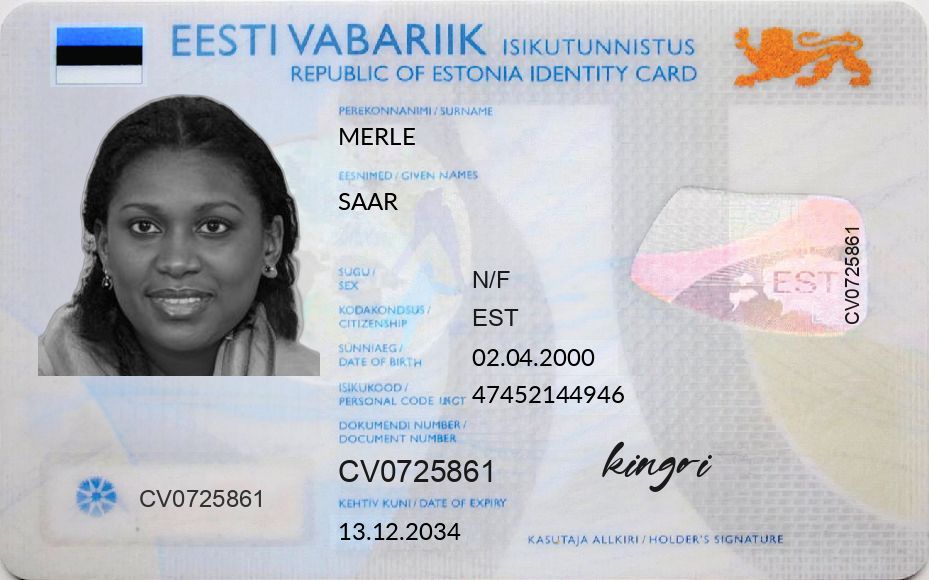 EESTI VABARIIK ISIKUTUNNISTUS
REPUBLIC OF ESTONIA IDENTITY CARD
PEREKONNANIMI / SURNAME
MERLE
EESNIMED / GIVEN NAMES
SAAR
SUGU /
SEX
N/F
KODAKONDSUS /
CITIZENSHIP
EST
SÜNNIAEG /
DATE OF BIRTH
02.04.2000
ISIKUKOOD /
PERSONAL CODE
47452144946
DOKUMENDI NUMBER /
DOCUMENT NUMBER
CV0725861
KEHTIV KUNI / DATE OF EXPIRY
13.12.2034
CV0725861
EST
CV0725861
kingori
KASUTAJA ALLKIRI / HOLDER'S SIGNATURE